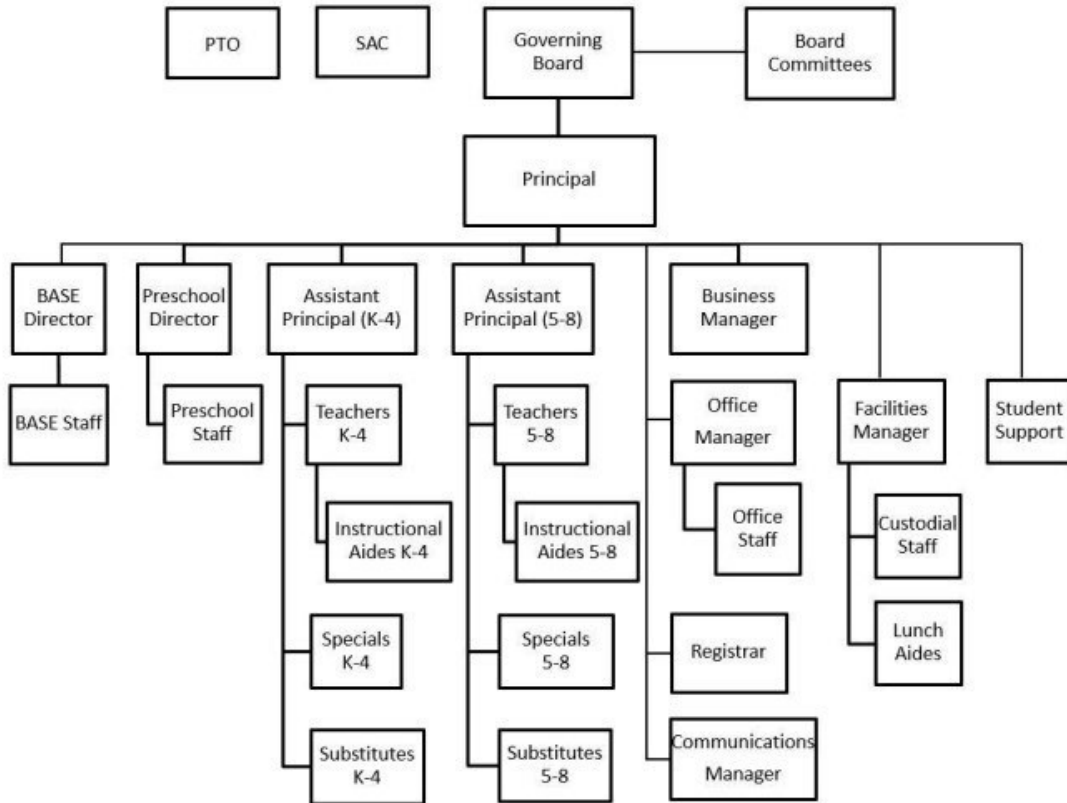 PTO
SAC
Governing
Board
Board
Committees
Principal
BASE
Director
Preschool
Director
Assistant
Principal (K-4)
Assistant
Principal (5-8)
Business
Manager
BASE Staff
Preschool
Staff
Teachers
K-4
Teachers
5-8
Office
Manager
Facilities
Manager
Student
Support
Instructional
Aides K-4
Instructional
Aides 5-8
Office
Staff
Custodial
Staff
Specials
K-4
Specials
5-8
Registrar
Lunch
Aides
Substitutes
K-4
Substitutes
5-8
Communications
Manager